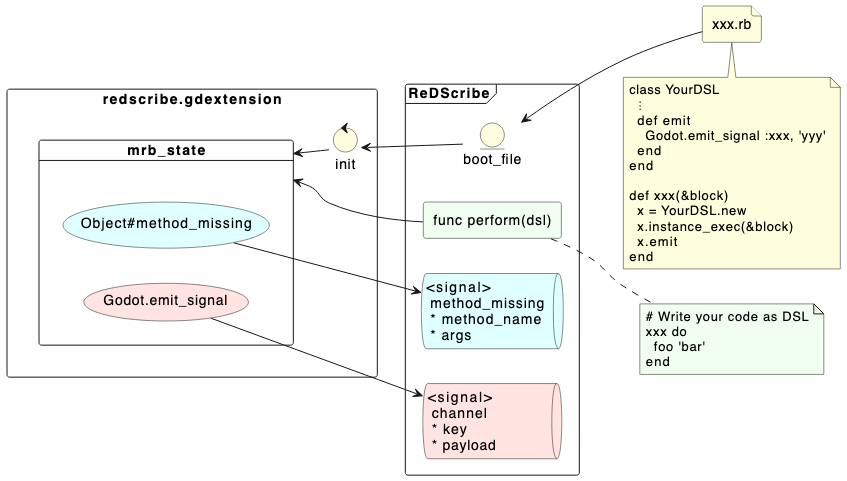 xxx.rb
class YourDSL
⋮
def emit
Godot.emit_signal :xxx, 'yyy'
end
end
def xxx(&block)
x = YourDSL.new
x.instance_exec(&block)
x.emit
end
redscribe.gdextension
mrb_state
Object#method_missing
Godot.emit_signal
init
ReDScribe
boot_file
func perform(dsl)
<signal>
method_missing
* method_name
* args
<signal>
channel
* key
* payload
# Write your code as DSL
xxx do
foo 'bar'
end